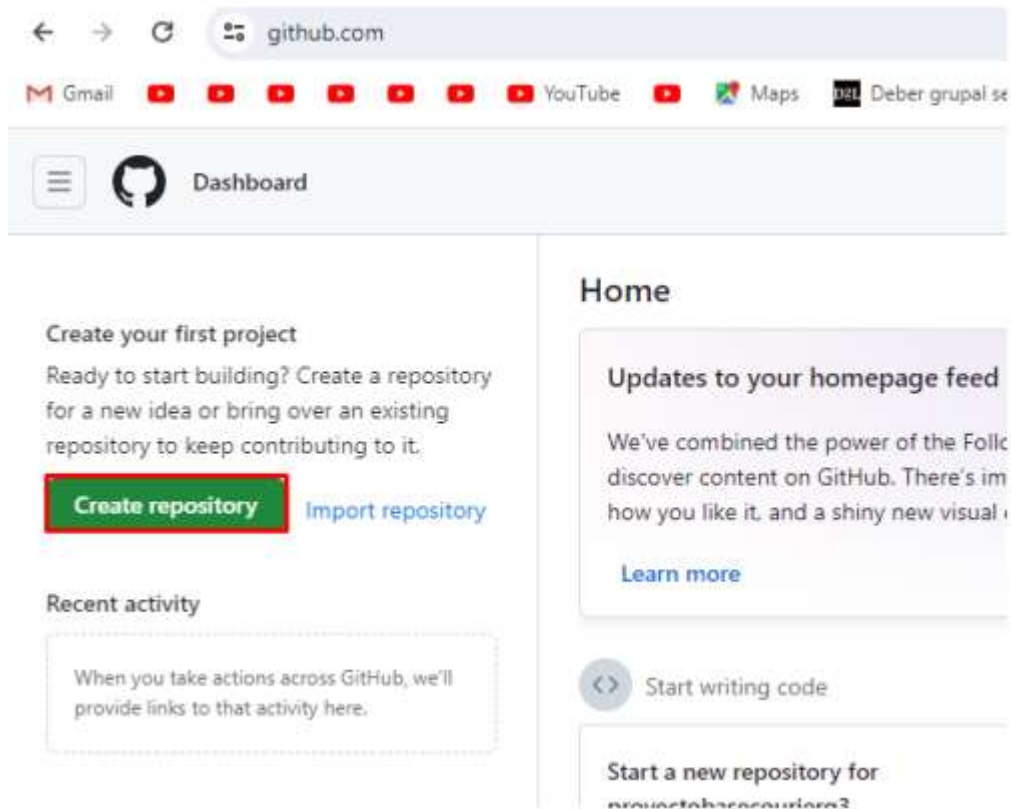 github.com
Gmail YouTube Maps D2L Deber grupal se
Dashboard
Create your first project
Ready to start building? Create a repository
for a new idea or bring over an existing
repository to keep contributing to it.
Create repository Import repository
Recent activity
When you take actions across GitHub, we'll
provide links to that activity here.
Home
Updates to your homepage feed
We've combined the power of the Follo
discover content on GitHub. There's im
how you like it, and a shiny new visual
Learn more
Start writing code
Start a new repository for
proyectobasecourierg3